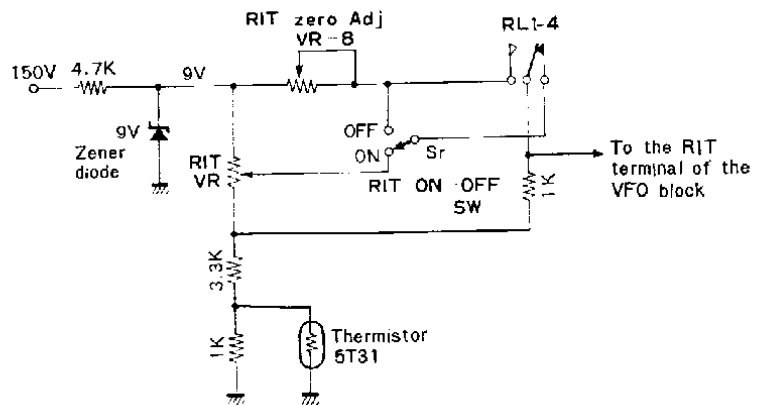 RIT zero Adj
VR-8
RL1-4
150V
4.7K
9V
9V
Zener
diode
RIT
VR
OFF
ON
Sr
RIT ON-OFF
SW
To the RIT
terminal of the
VFO block
1K
3.3K
1K
Thermistor
5T31